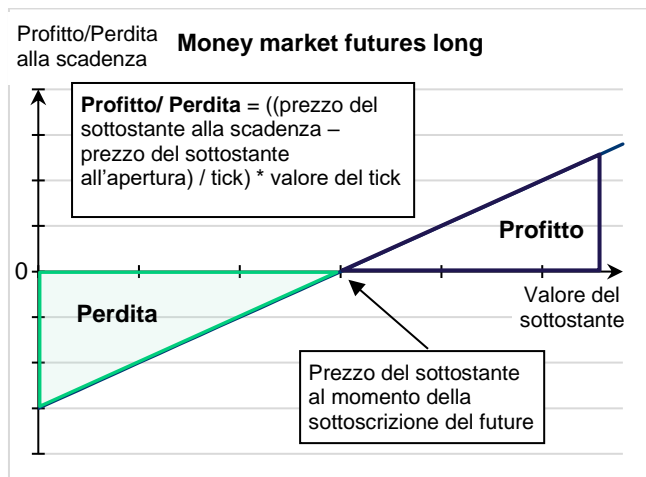 Profitto/Perdita
alla scadenza
Money market futures long
Profitto/ Perdita = ((prezzo del
sottostante alla scadenza –
prezzo del sottostante
all'apertura) / tick) * valore del tick
Profitto
0
Perdita
Valore del
sottostante
Prezzo del sottostante
al momento della
sottoscrizione del future